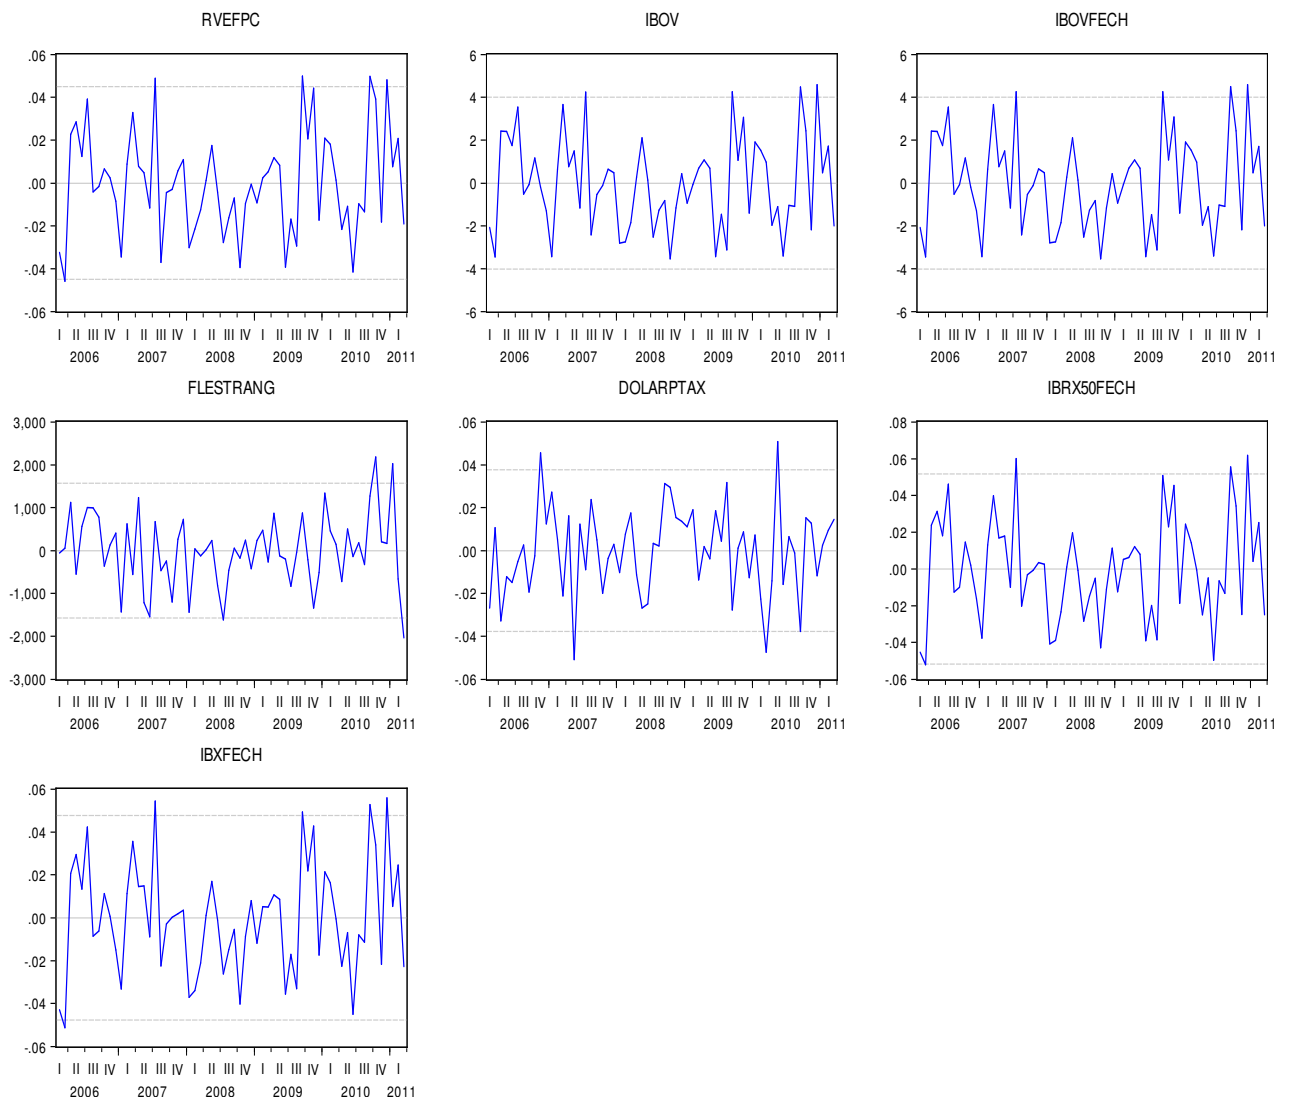 RVEFPC IBOV IBOVFECH
.06 6 6
.04 4 4
.02 2 2
.00 0 0
-.02 -2 -2
-.04 -4 -4
-.06 -6 -6
I II III IV I II III IV I II III IV I II III IV I II III IV I I II III IV I II III IV I II III IV I II III IV I II III IV I I II III IV I II III IV I II III IV I II III IV I II III IV I
2006 2007 2008 2009 2010 2011 2006 2007 2008 2009 2010 2011 2006 2007 2008 2009 2010 2011
FLESTRANG DOLARPTAX IBRX50FECH
3,000 .06 .08
2,000 .04 .06
1,000 .02 .04
0 .00 .02
-1,000 -.02 .00
-2,000 -.04 -.02
-3,000 -.06 -.04
-.06
I II III IV I II III IV I II III IV I II III IV I II III IV I I II III IV I II III IV I II III IV I II III IV I II III IV I I II III IV I II III IV I II III IV I II III IV I II III IV I
2006 2007 2008 2009 2010 2011 2006 2007 2008 2009 2010 2011 2006 2007 2008 2009 2010 2011
IBXFECH
.06
.04
.02
.00
-.02
-.04
-.06
I II III IV I II III IV I II III IV I II III IV I II III IV I
2006 2007 2008 2009 2010 2011